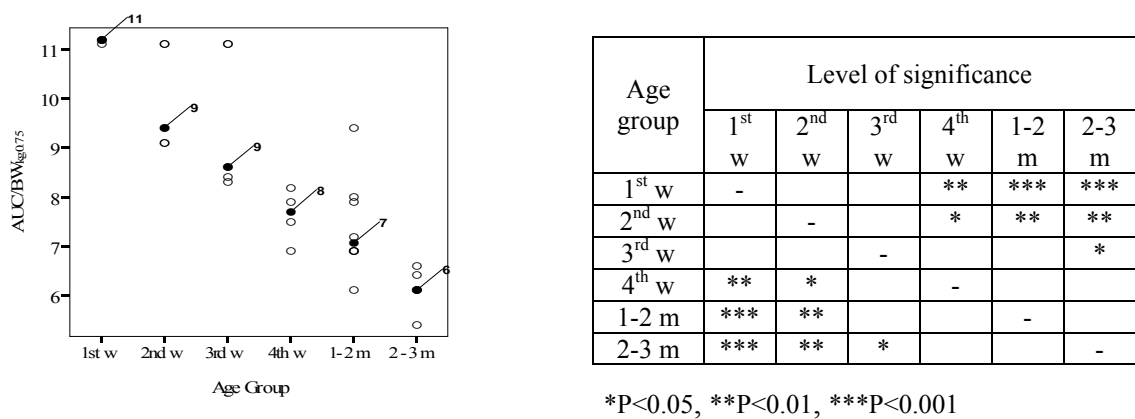 11
11
10
9
8
7
6
9
9
8
7
6
AUC/BWkg0.75
1st w 2nd w 3rd w 4th w 1-2 m 2-3 m
Age Group
Age group Level of significance
1st w 2nd w 3rd w 4th w 1-2 m 2-3 m
1st w - ** *** ***
2nd w - * ** **
3rd w - *
4th w ** * -
1-2 m *** ** -
2-3 m *** ** * -
*P<0.05, **P<0.01, ***P<0.001